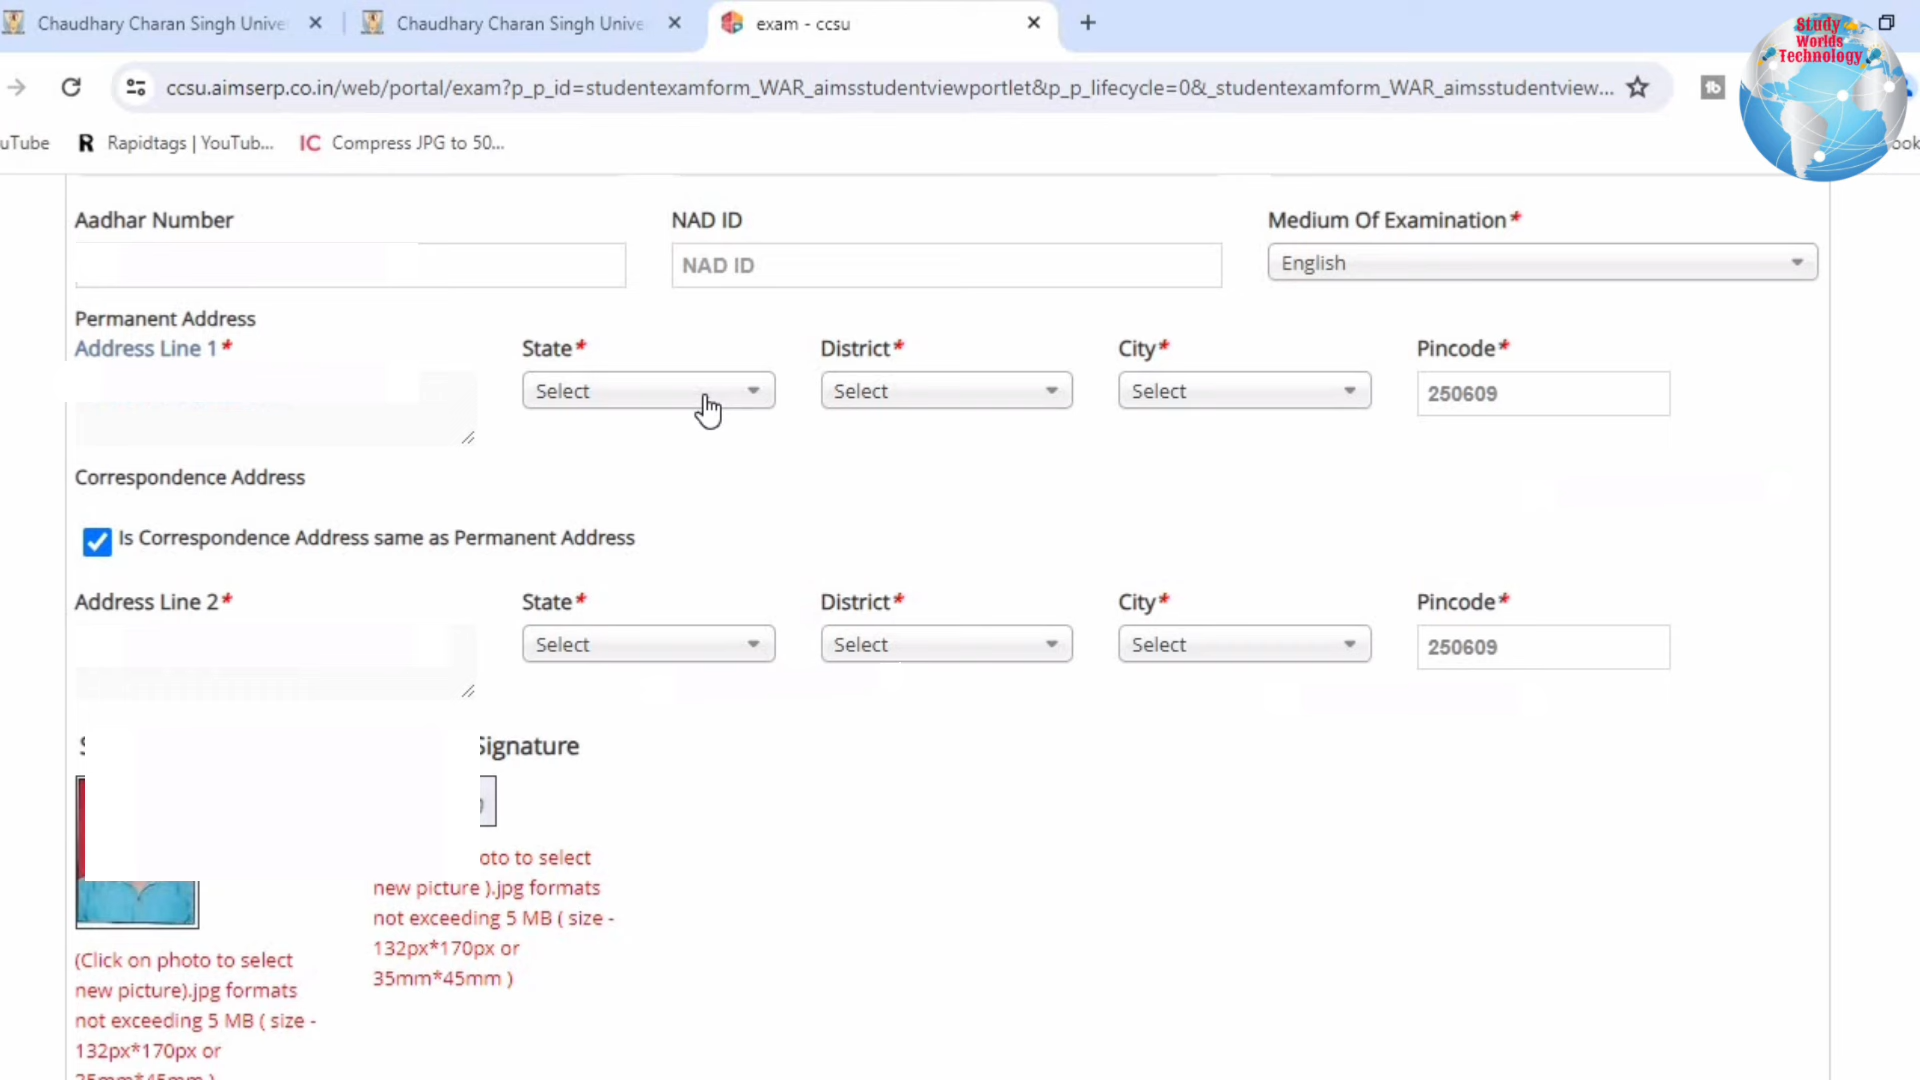 Chaudhary Charan Singh Unive
Chaudhary Charan Singh Unive
exam - ccsu
Study
Worlds
Technology
ccsu.aimserp.co.in/web/portal/exam?p_p_id=studentexamform_WAR_aimsstudentviewportlet&p_p_lifecycle=0&_studentexamform_WAR_aimsstudentview...
uTube
R Rapidtags | YouTub...
IC Compress JPG to 50...
ook
Aadhar Number
NAD ID
Medium Of Examination*
NAD ID
English
Permanent Address
Address Line 1*
State*
District*
City*
Pincode*
Select
Select
Select
250609
Correspondence Address
Is Correspondence Address same as Permanent Address
Address Line 2*
State*
District*
City*
Pincode*
Select
Select
Select
250609
Signature
oto to select
new picture ).jpg formats
not exceeding 5 MB ( size -
132px*170px or
35mm*45mm )
(Click on photo to select
new picture).jpg formats
not exceeding 5 MB ( size -
132px*170px or
35mm*45mm )